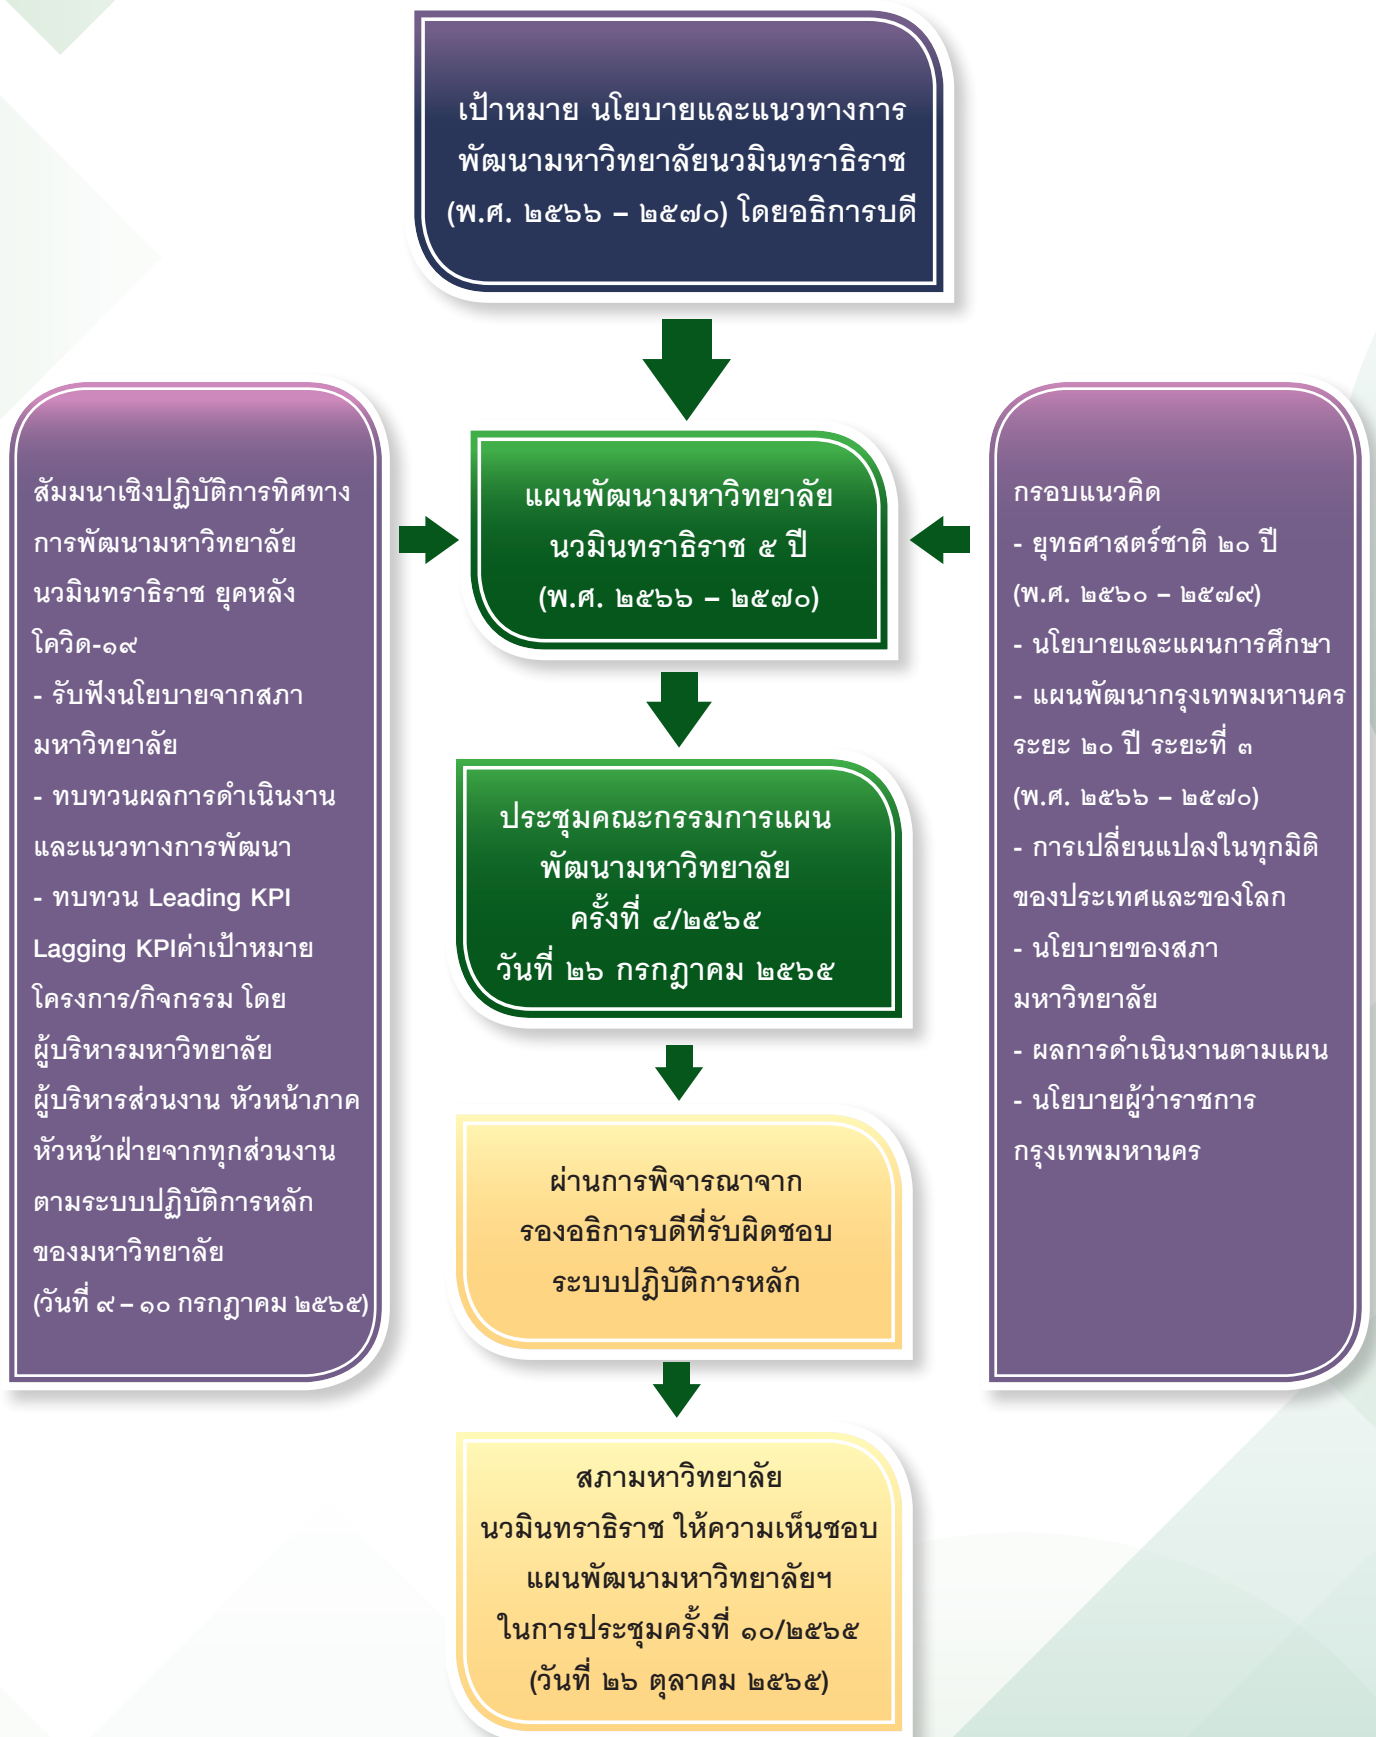 เป้าหมาย นโยบายและแนวทางการ
พัฒนามหาวิทยาลัยนวมินทราธิราช
(พ.ศ. ๒๕๖๖ – ๒๕๗๐) โดยอธิการบดี
สัมมนาเชิงปฏิบัติการทิศทาง
การพัฒนามหาวิทยาลัย
นวมินทราธิราช ยุคหลัง
โควิด-๑๙
- รับฟังนโยบายจากสภา
มหาวิทยาลัย
- ทบทวนผลการดำเนินงาน
และแนวทางการพัฒนา
- ทบทวน Leading KPI
Lagging KPIค่าเป้าหมาย
โครงการ/กิจกรรม โดย
ผู้บริหารมหาวิทยาลัย
ผู้บริหารส่วนงาน หัวหน้าภาค
หัวหน้าฝ่ายจากทุกส่วนงาน
ตามระบบปฏิบัติการหลัก
ของมหาวิทยาลัย
(วันที่ ๙ – ๑๐ กรกฎาคม ๒๕๖๕)
แผนพัฒนามหาวิทยาลัย
นวมินทราธิราช ๕ ปี
(พ.ศ. ๒๕๖๖ – ๒๕๗๐)
กรอบแนวคิด
- ยุทธศาสตร์ชาติ ๒๐ ปี
(พ.ศ. ๒๕๖๐ – ๒๕๗๙)
- นโยบายและแผนการศึกษา
- แผนพัฒนากรุงเทพมหานคร
ระยะ ๒๐ ปี ระยะที่ ๓
(พ.ศ. ๒๕๖๖ – ๒๕๗๐)
- การเปลี่ยนแปลงในทุกมิติ
ของประเทศและของโลก
- นโยบายของสภา
มหาวิทยาลัย
- ผลการดำเนินงานตามแผน
- นโยบายผู้ว่าราชการ
กรุงเทพมหานคร
ประชุมคณะกรรมการแผน
พัฒนามหาวิทยาลัย
ครั้งที่ ๔/๒๕๖๕
วันที่ ๒๖ กรกฎาคม ๒๕๖๕
ผ่านการพิจารณาจาก
รองอธิการบดีที่รับผิดชอบ
ระบบปฏิบัติการหลัก
สภามหาวิทยาลัย
นวมินทราธิราช ให้ความเห็นชอบ
แผนพัฒนามหาวิทยาลัยฯ
ในการประชุมครั้งที่ ๑๐/๒๕๖๕
(วันที่ ๒๖ ตุลาคม ๒๕๖๕)